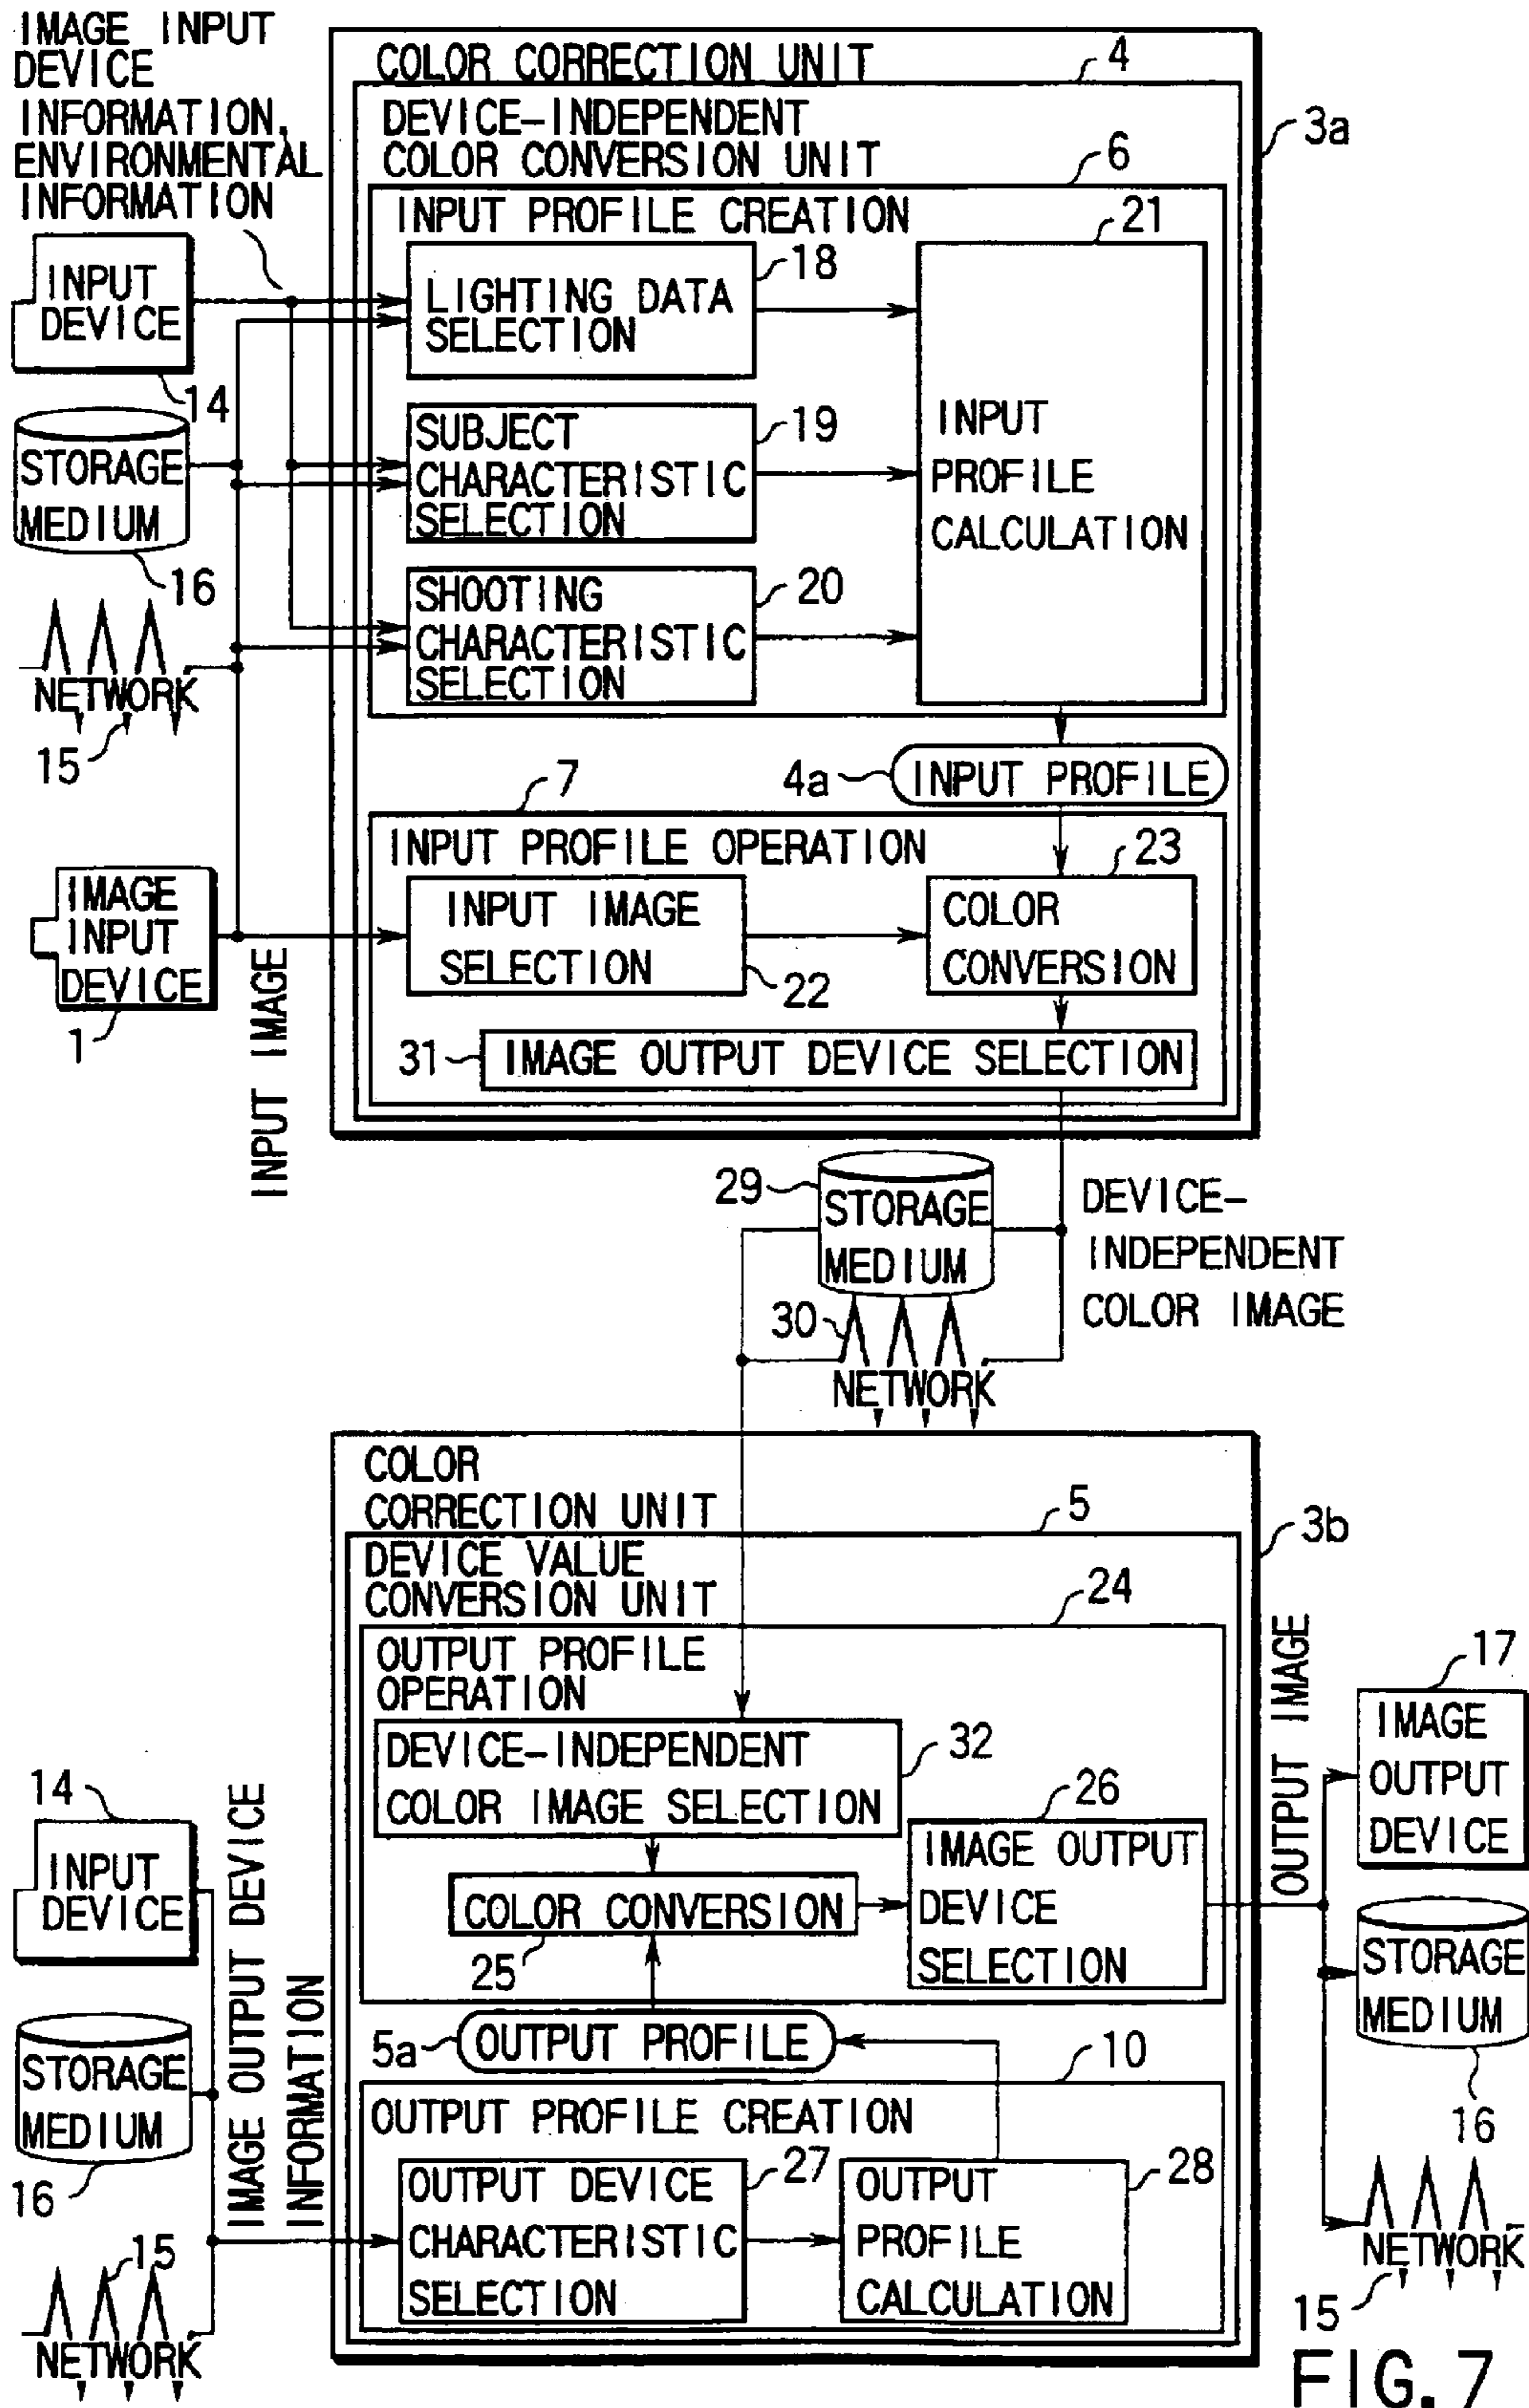 IMAGE INPUT
DEVICE
INFORMATION,
ENVIRONMENTAL
INFORMATION
COLOR CORRECTION UNIT
4
3a
DEVICE-INDEPENDENT
COLOR CONVERSION UNIT
6
INPUT PROFILE CREATION
21
INPUT
DEVICE
14
LIGHTING DATA
SELECTION
18
STORAGE
MEDIUM
16
SUBJECT
CHARACTERISTIC
SELECTION
19
INPUT
PROFILE
CALCULATION
SHOOTING
CHARACTERISTIC
SELECTION
20
NETWORK
15
4a
INPUT PROFILE
7
INPUT PROFILE OPERATION
23
IMAGE
INPUT
DEVICE
1
INPUT IMAGE
INPUT IMAGE
SELECTION
22
COLOR
CONVERSION
31
IMAGE OUTPUT DEVICE SELECTION
29
STORAGE
MEDIUM
DEVICE-
INDEPENDENT
COLOR IMAGE
30
NETWORK
COLOR
CORRECTION UNIT
5
3b
DEVICE VALUE
CONVERSION UNIT
24
OUTPUT PROFILE
OPERATION
DEVICE-INDEPENDENT
COLOR IMAGE SELECTION
32
26
IMAGE OUTPUT
DEVICE
SELECTION
COLOR CONVERSION
25
OUTPUT IMAGE
17
IMAGE
OUTPUT
DEVICE
STORAGE
MEDIUM
16
NETWORK
15
14
INPUT
DEVICE
STORAGE
MEDIUM
16
15
NETWORK
IMAGE OUTPUT DEVICE
INFORMATION
5a
OUTPUT PROFILE
10
OUTPUT PROFILE CREATION
OUTPUT DEVICE
CHARACTERISTIC
SELECTION
27
OUTPUT
PROFILE
CALCULATION
28
FIG. 7